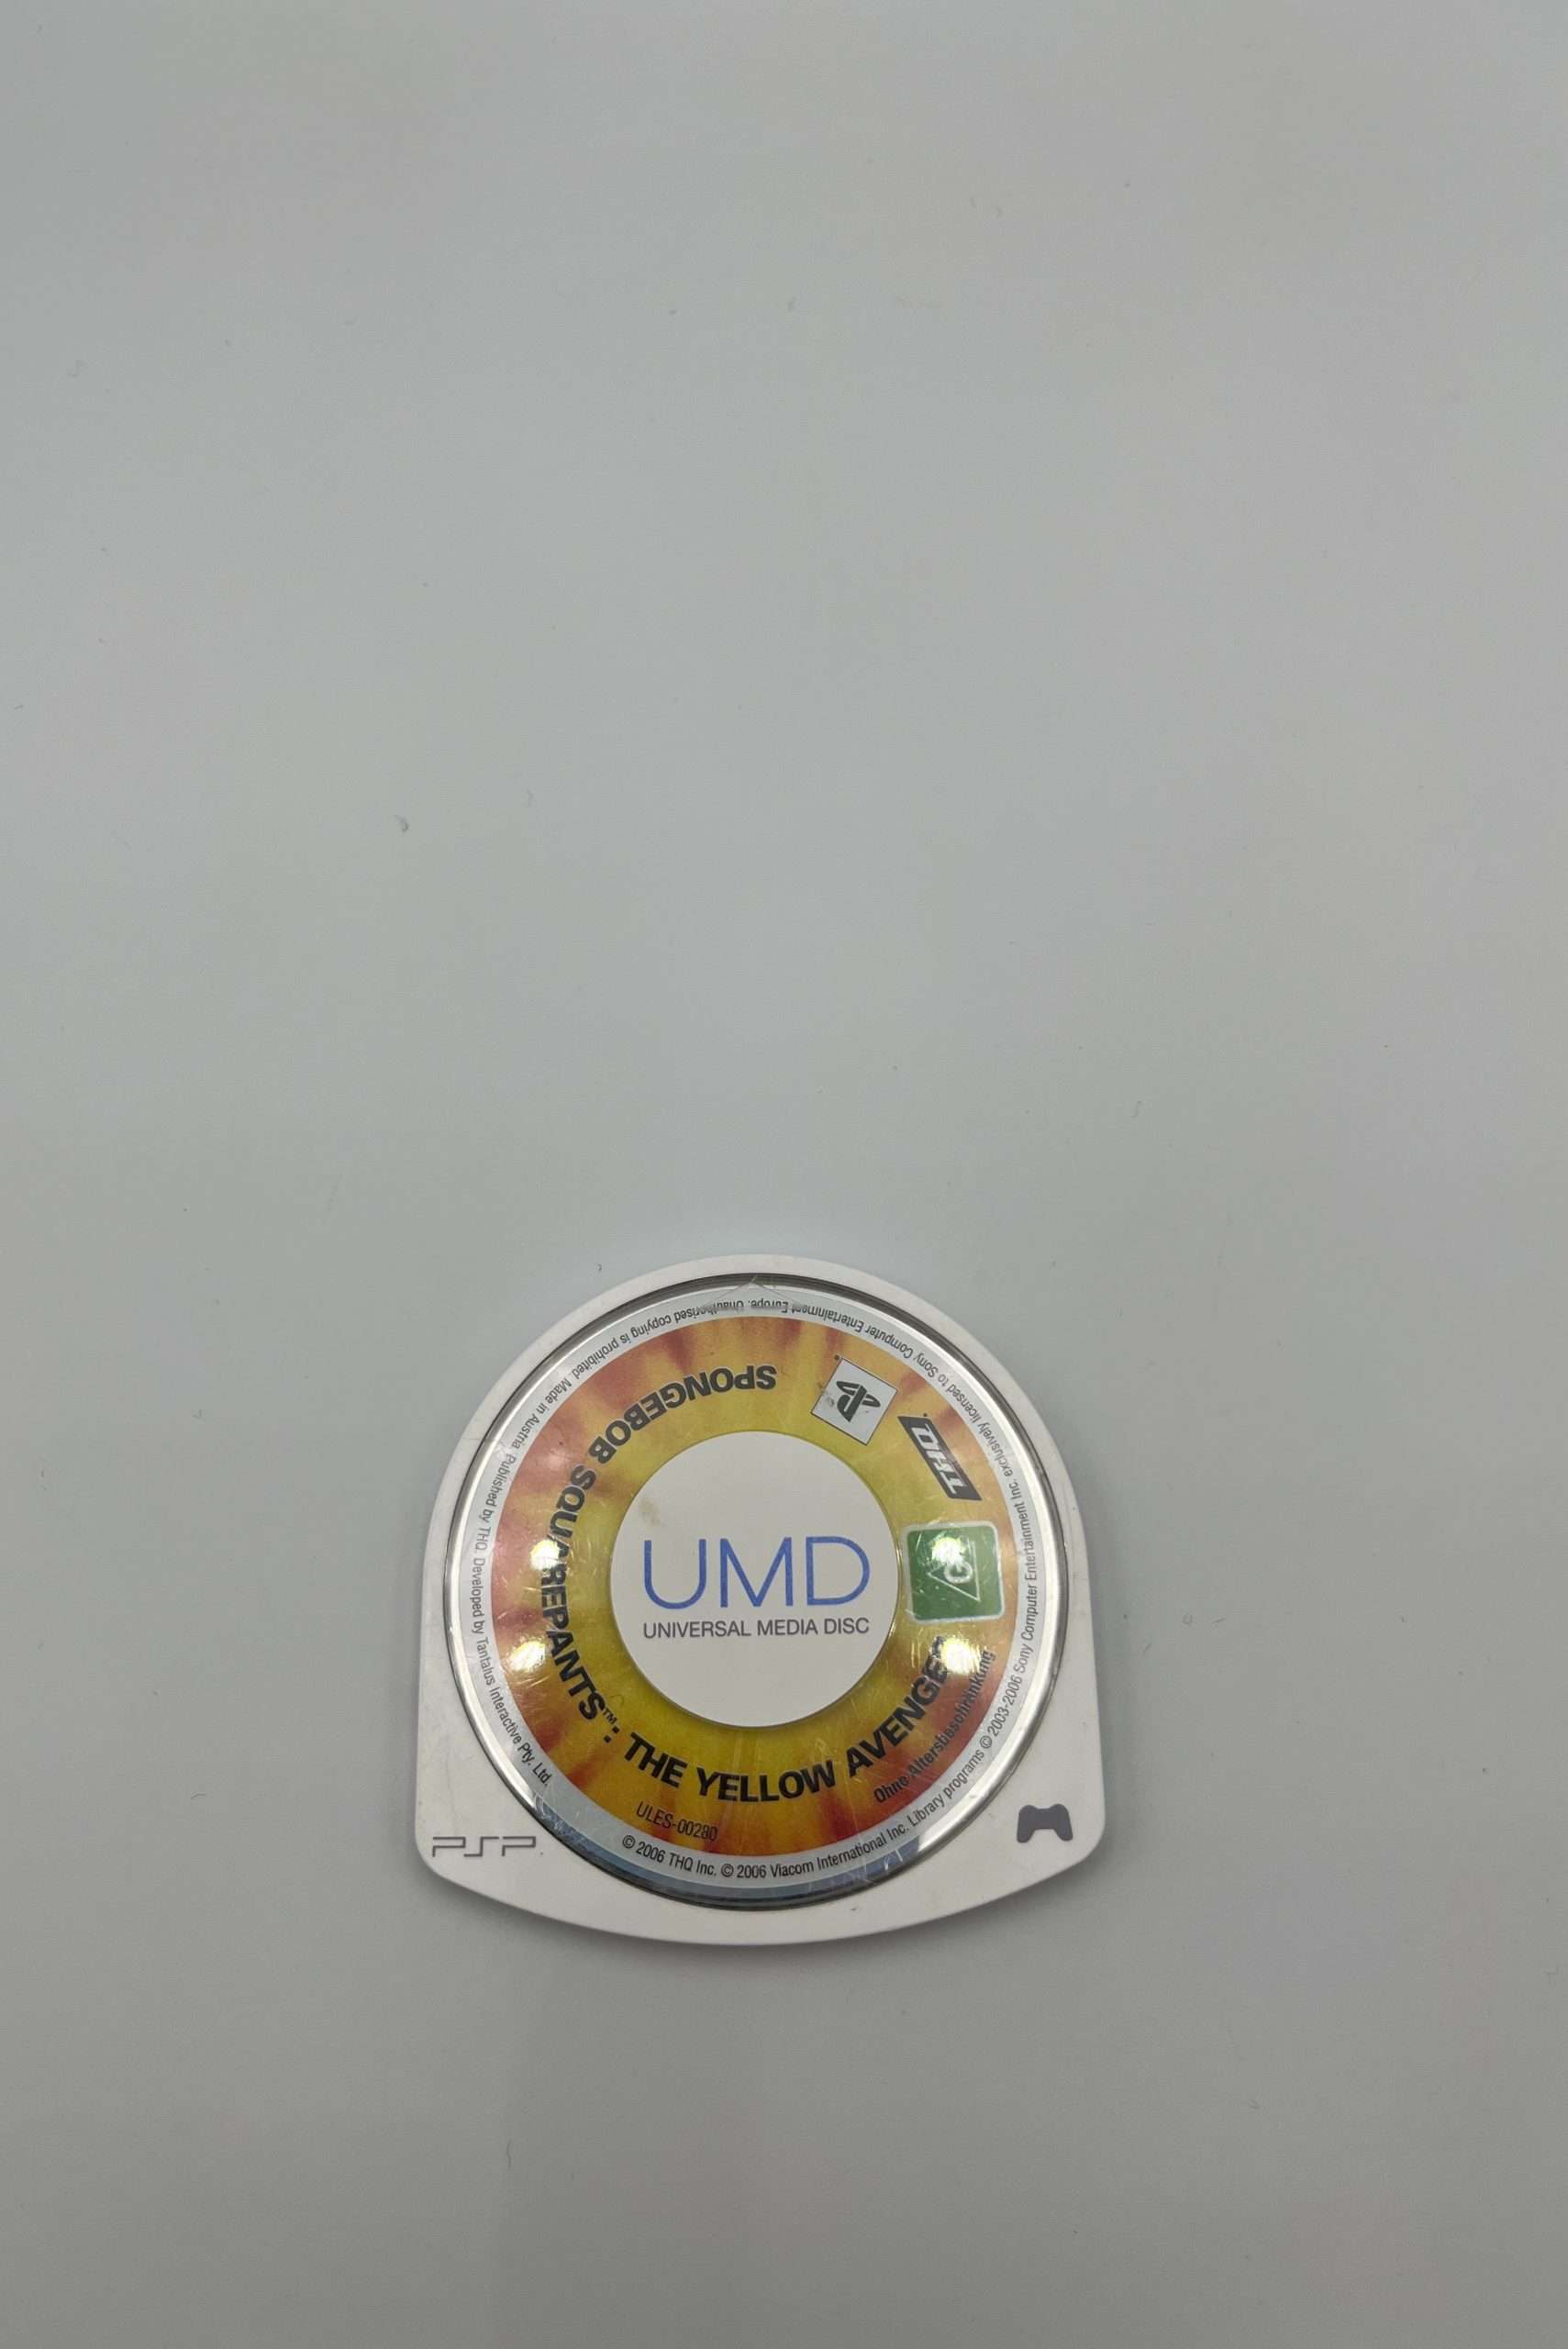 SPONGEBOB SQUAREPANTS™: THE YELLOW AVENGER
THQ
G
UMD
UNIVERSAL MEDIA DISC
Ohne Altersbeschränkung
ULES-00280
© 2006 THQ Inc. © 2006 Viacom International Inc. Library programs © 2003-2006 Sony Computer Entertainment Inc. exclusively licensed to Sony Computer Entertainment Europe. Unauthorised copying is prohibited. Made in Austria. Published by THQ. Developed by Tantalus Interactive Pty. Ltd.
PSP